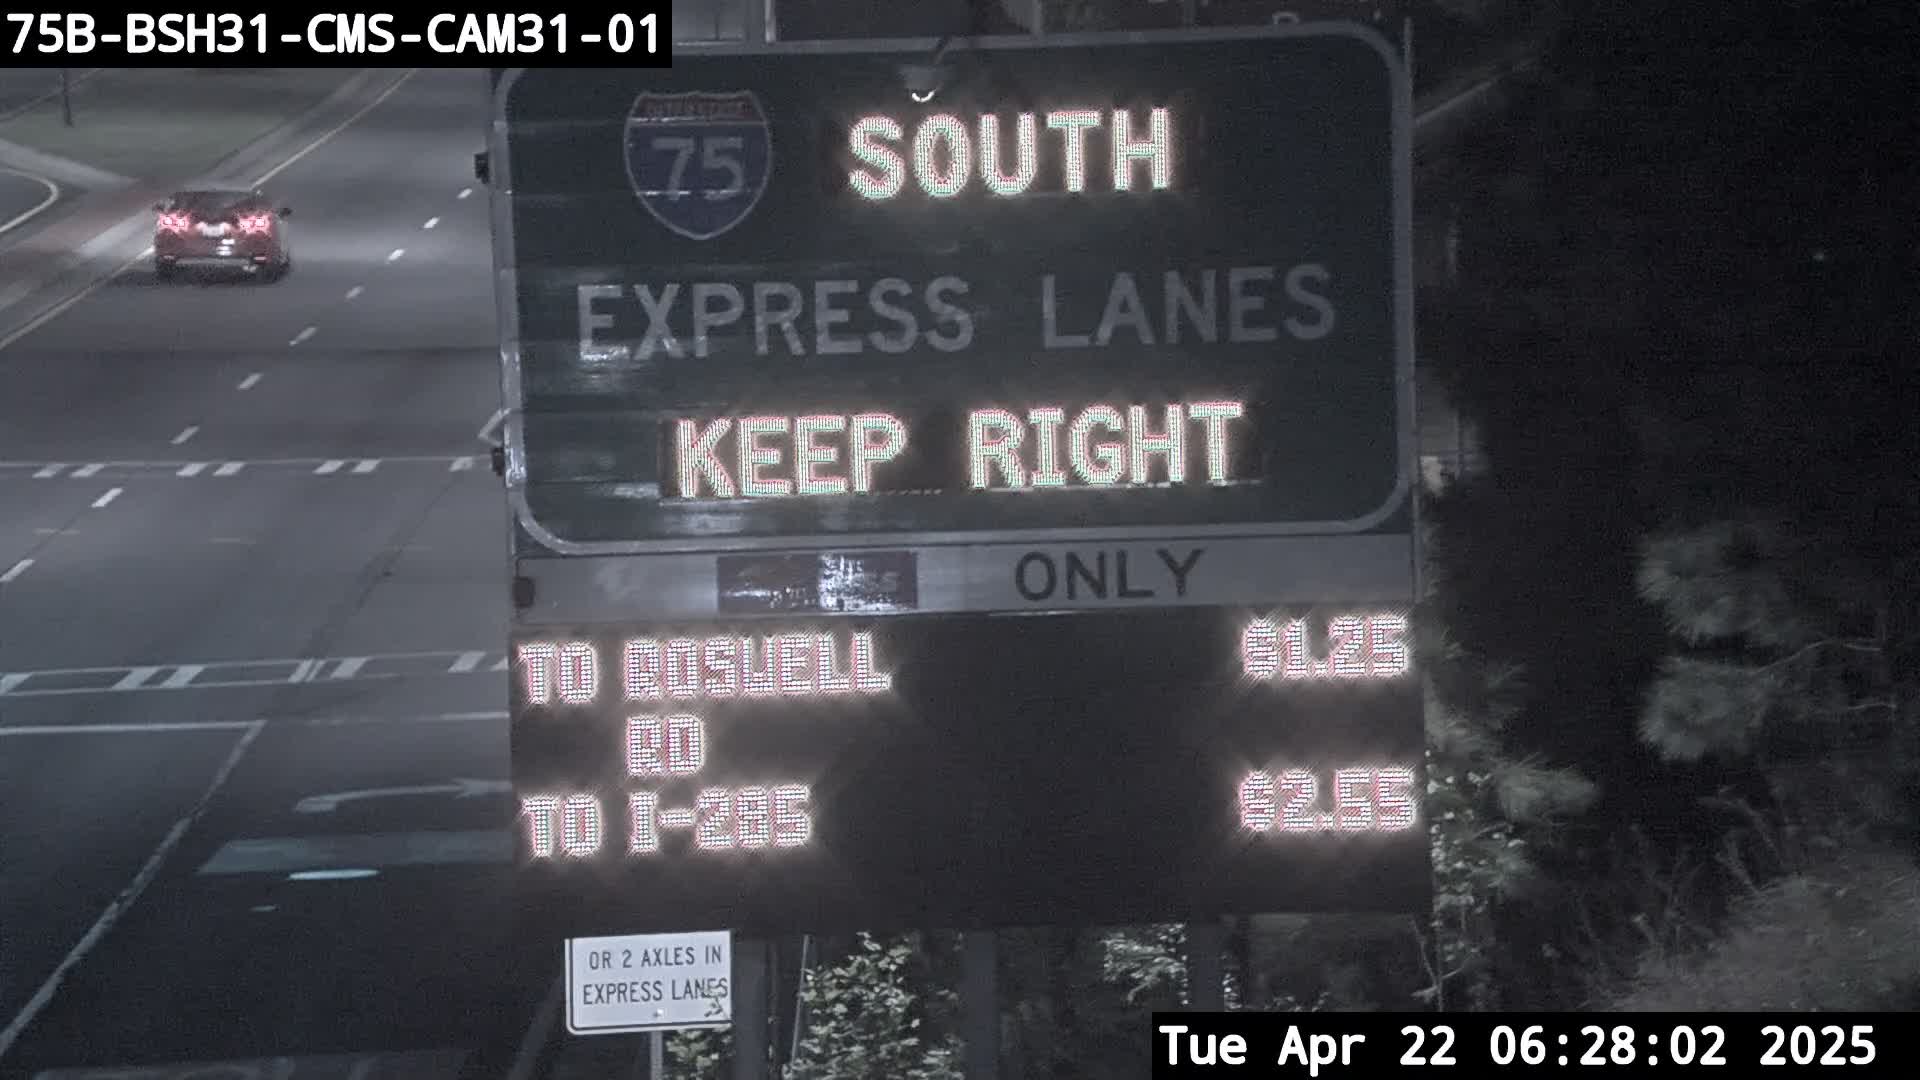 75B-BSH31-CMS-CAM31-01
INTERSTATE
75
SOUTH
EXPRESS LANES
KEEP RIGHT
ONLY
TO ROSWELL $1.25
RD
TO I-285 $2.55
OR 2 AXLES IN
EXPRESS LANES
Tue Apr 22 06:28:02 2025